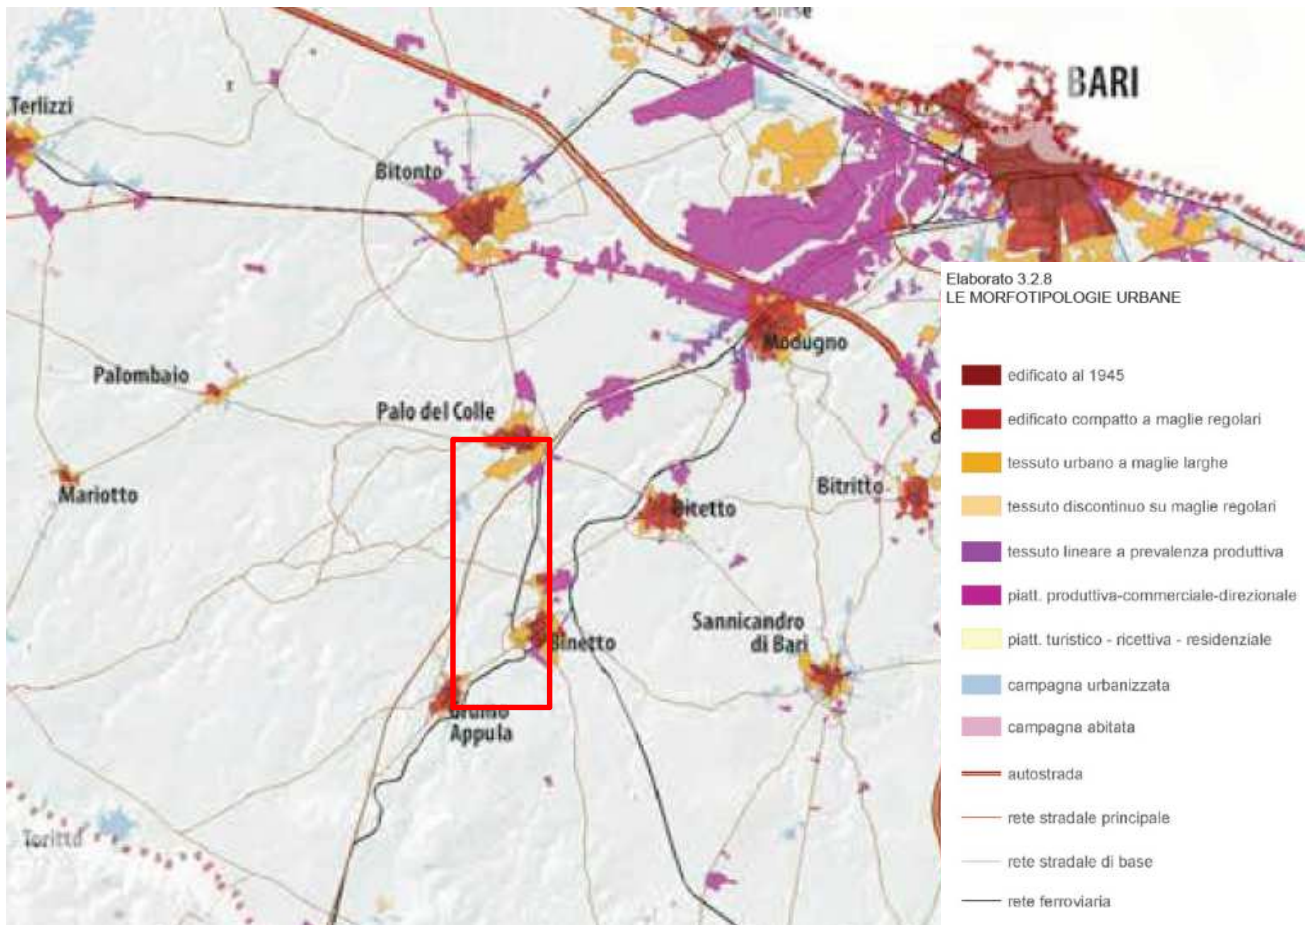 BARI
Terlizzi
Bitonto
Modugno
Palombaio
Palo del Colle
Mariotto
Bitetto
Bitritto
Binetto
Sannicandro
di Bari
Grumo
Appula
Toritto
Elaborato 3.2.8
LE MORFOTIPOLOGIE URBANE
edificato al 1945
edificato compatto a maglie regolari
tessuto urbano a maglie larghe
tessuto discontinuo su maglie regolari
tessuto lineare a prevalenza produttiva
piatt. produttiva-commerciale-direzionale
piatt. turistico - ricettiva - residenziale
campagna urbanizzata
campagna abitata
autostrada
rete stradale principale
rete stradale di base
rete ferroviaria